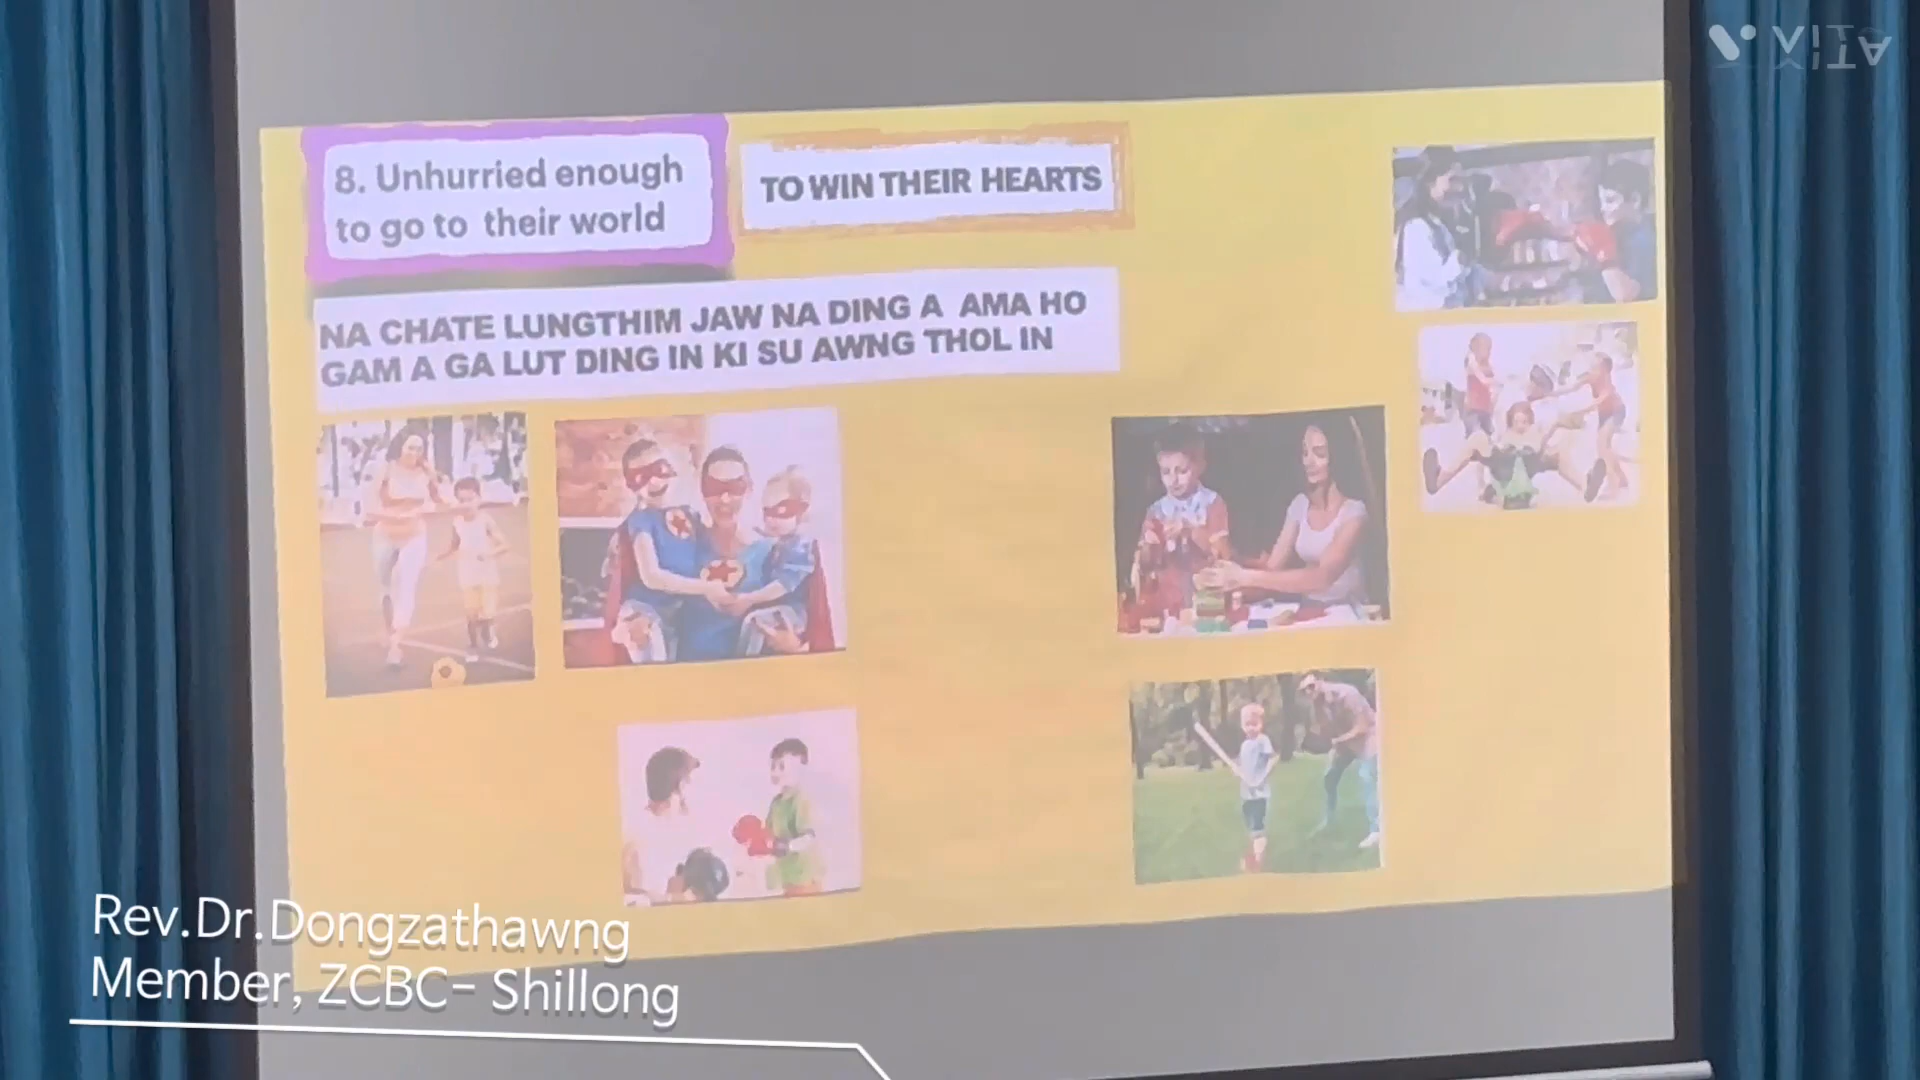 8. Unhurried enough
to go to their world
TO WIN THEIR HEARTS
NA CHATE LUNGTHIM JAW NA DING A AMA HO
GAM A GA LUT DING IN KI SU AWNG THOL IN
Rev.Dr.Dongzathawng
Member, ZCBC- Shillong
VITA